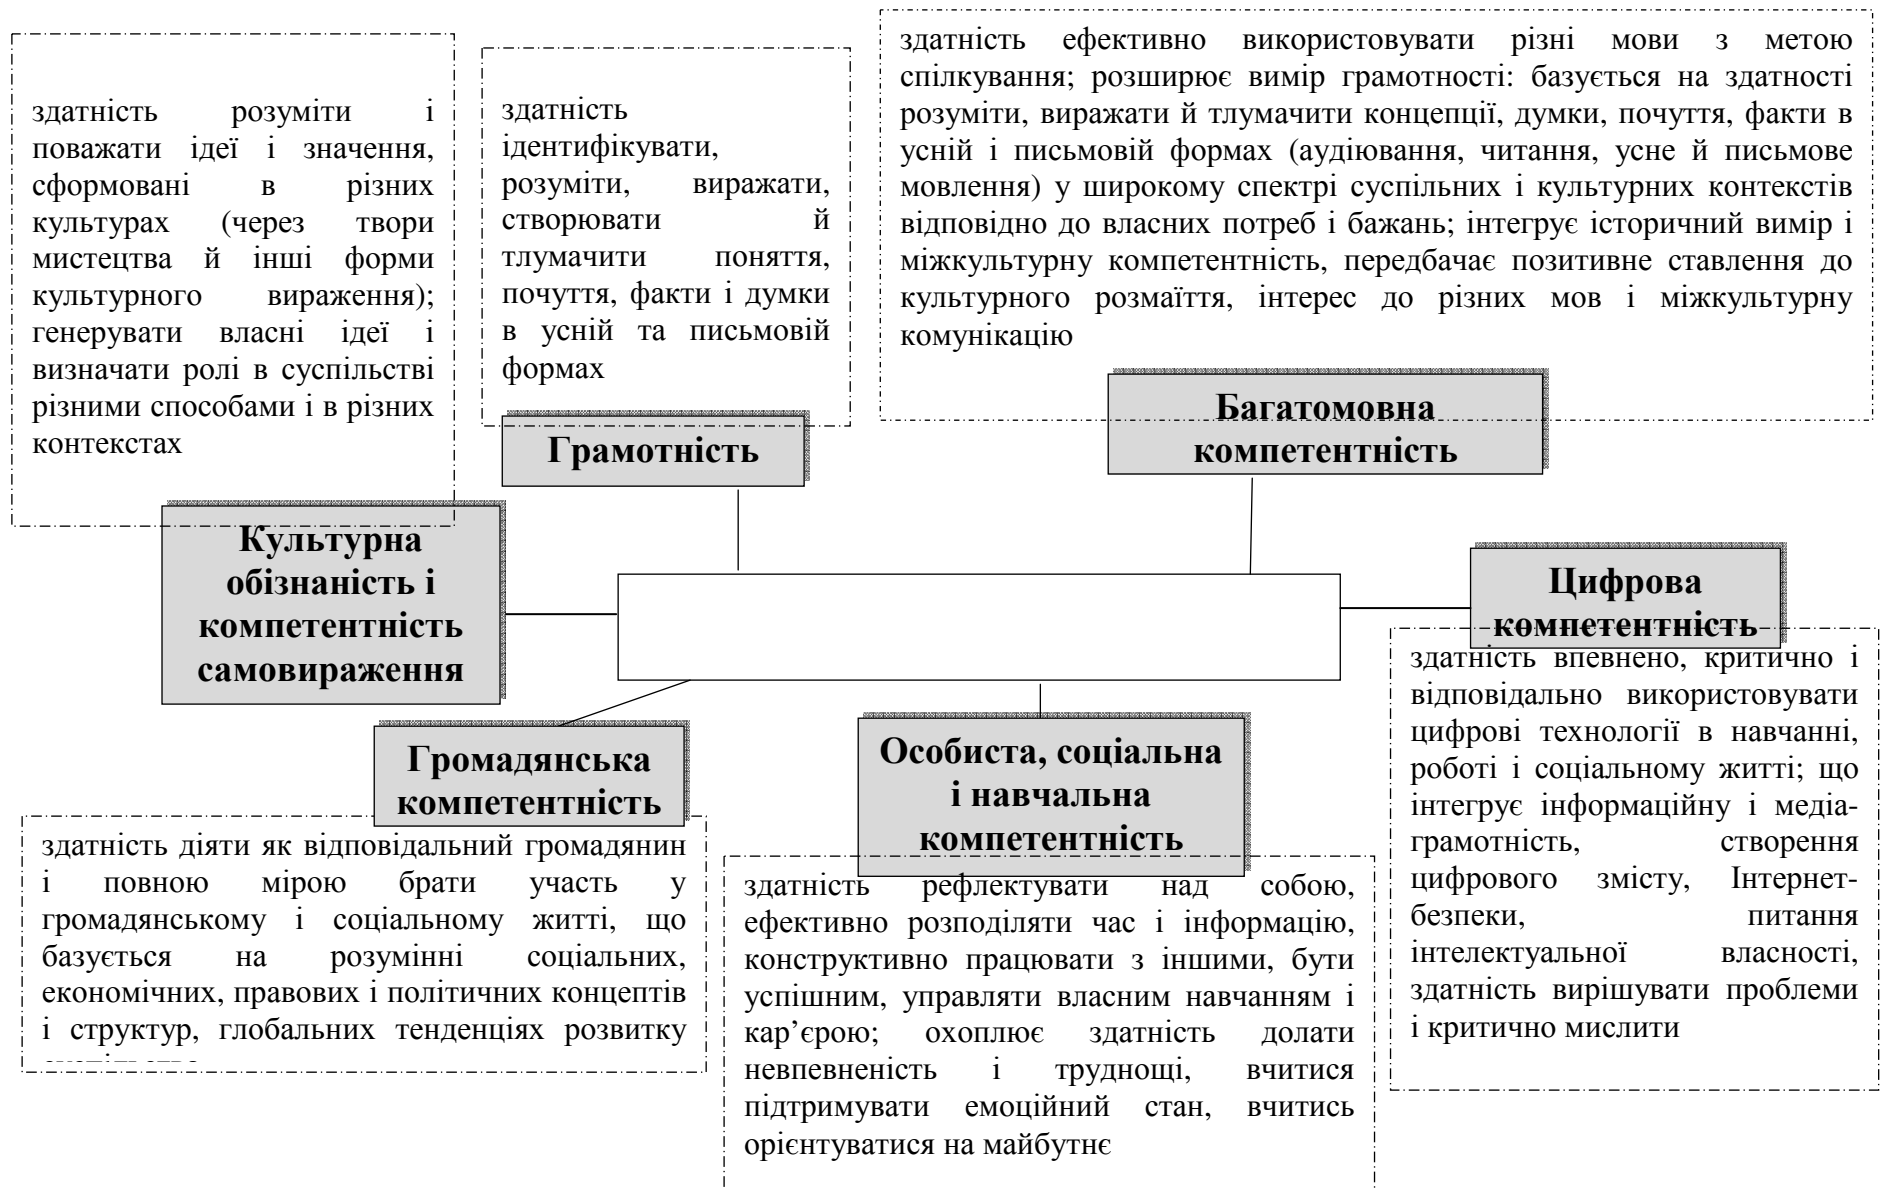 здатність розуміти і
поважати ідеї і значення,
сформовані в різних
культурах (через твори
мистецтва й інші форми
культурного вираження);
генерувати власні ідеї і
визначати ролі в суспільстві
різними способами і в різних
контекстах
здатність
ідентифікувати,
розуміти, виражати,
створювати й
тлумачити поняття,
почуття, факти і думки
в усній та письмовій
формах
здатність ефективно використовувати різні мови з метою
спілкування; розширює вимір грамотності: базується на здатності
розуміти, виражати й тлумачити концепції, думки, почуття, факти в
усній і письмовій формах (аудіювання, читання, усне й письмове
мовлення) у широкому спектрі суспільних і культурних контекстів
відповідно до власних потреб і бажань; інтегрує історичний вимір і
міжкультурну компетентність, передбачає позитивне ставлення до
культурного розмаїття, інтерес до різних мов і міжкультурну
комунікацію
Грамотність
Багатомовна
компетентність
Культурна
обізнаність і
компетентність
самовираження
Цифрова
компетентність
здатність впевнено, критично і
відповідально використовувати
цифрові технології в навчанні,
роботі і соціальному житті; що
інтегрує інформаційну і медіа-
грамотність, створення
цифрового змісту, Інтернет-
безпеки, питання
інтелектуальної власності,
здатність вирішувати проблеми
і критично мислити
Громадянська
компетентність
здатність діяти як відповідальний громадянин
і повною мірою брати участь у
громадянському і соціальному житті, що
базується на розумінні соціальних,
економічних, правових і політичних концептів
і структур, глобальних тенденціях розвитку
Особиста, соціальна
і навчальна
компетентність
здатність рефлектувати над собою,
ефективно розподіляти час і інформацію,
конструктивно працювати з іншими, бути
успішним, управляти власним навчанням і
кар’єрою; охоплює здатність долати
невпевненість і труднощі, вчитися
підтримувати емоційний стан, вчитись
орієнтуватися на майбутнє